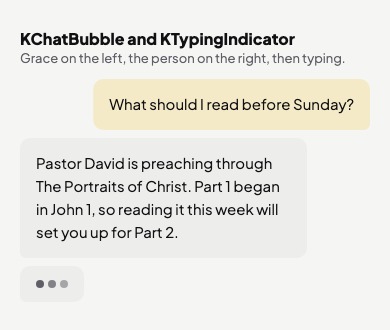 KChatBubble and KTypingIndicator
Grace on the left, the person on the right, then typing.
What should I read before Sunday?
Pastor David is preaching through
The Portraits of Christ. Part 1 began
in John 1, so reading it this week will
set you up for Part 2.